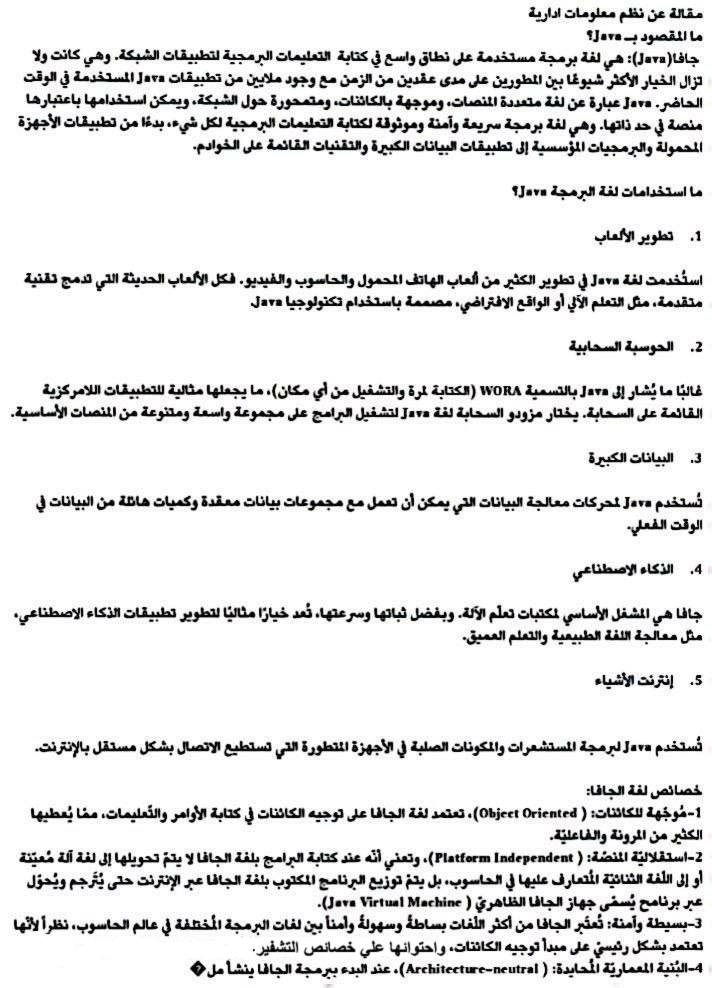 مقالة عن نظم معلومات ادارية
ما المقصود بـ Java؟
جافا(Java): هي لغة برمجة مستخدمة على نطاق واسع في كتابة التعليمات البرمجية لتطبيقات الشبكة. وهي كانت ولا
تزال الخيار الأكثر شيوعًا بين المطورين على مدى عقدين من الزمن مع وجود ملايين من تطبيقات Java المستخدمة في الوقت
الحاضر. Java عبارة عن لغة متعددة المنصات، وموجهة بالكائنات، ومتمحورة حول الشبكة، ويمكن استخدامها باعتبارها
منصة في حد ذاتها. وهي لغة برمجة سريعة وآمنة وموثوقة لكتابة التعليمات البرمجية لكل شيء، بدءًا من تطبيقات الأجهزة
المحمولة والبرمجيات المؤسسية إلى تطبيقات البيانات الكبيرة والتقنيات القائمة على الخوادم.
ما استخدامات لغة البرمجة Java؟
1. تطوير الألعاب
استُخدمت لغة Java في تطوير الكثير من ألعاب الهاتف المحمول والحاسوب والفيديو. فكل الألعاب الحديثة التي تدمج تقنية
متقدمة، مثل التعلم الآلي أو الواقع الافتراضي، مصممة باستخدام تكنولوجيا Java.
2. الحوسبة السحابية
غالبًا ما يُشار إلى Java بالتسمية WORA (الكتابة لمرة والتشغيل من أي مكان)، ما يجعلها مثالية للتطبيقات اللامركزية
القائمة على السحابة. يختار مزودو السحابة لغة Java لتشغيل البرامج على مجموعة واسعة ومتنوعة من المنصات الأساسية.
3. البيانات الكبيرة
تُستخدم Java لمحركات معالجة البيانات التي يمكن أن تعمل مع مجموعات بيانات معقدة وكميات هائلة من البيانات في
الوقت الفعلي.
4. الذكاء الاصطناعي
جافا هي المشغل الأساسي لمكتبات تعلّم الآلة. وبفضل ثباتها وسرعتها، تُعد خيارًا مثاليًا لتطوير تطبيقات الذكاء الاصطناعي،
مثل معالجة اللغة الطبيعية والتعلم العميق.
5. إنترنت الأشياء
تُستخدم Java لبرمجة المستشعرات والمكونات الصلبة في الأجهزة المتطورة التي تستطيع الاتصال بشكل مستقل بالإنترنت.
خصائص لغة الجافا:
1-مُوجّهة للكائنات: ( Object Oriented)، تعتمد لغة الجافا على توجيه الكائنات في كتابة الأوامر والتّعليمات، ممّا يُعطيها
الكثير من المرونة والفاعليّة.
2-استقلاليّة المنصّة: ( Platform Independent)، وتعني أنّه عند كتابة البرامج بلغة الجافا لا يتمّ تحويلها إلى لغة آلة مُعيّنة
أو إلى اللّغة الثنائيّة المُتعارف عليها في الحاسوب، بل يتمّ توزيع البرنامج المكتوب بلغة الجافا عبر الإنترنت حتى يُتَرجم ويُحوّل
عبر برنامج يُسمّى جهاز الجافا الظاهريّ ( Java Virtual Machine).
3-بسيطة وآمنة: تُعتَبر الجافا من أكثر اللّغات بساطةً وسهولةً وأمناً بين لغات البرمجة المُختلفة في عالم الحاسوب، نظراً لأنّها
تعتمد بشكل رئيسيّ على مبدأ توجيه الكائنات، واحتوائها علي خصائص التشفير.
4-البُنية المعماريّة المُحايدة: ( Architecture-neutral)، عند البدء ببرمجة الجافا ينشأ مل�